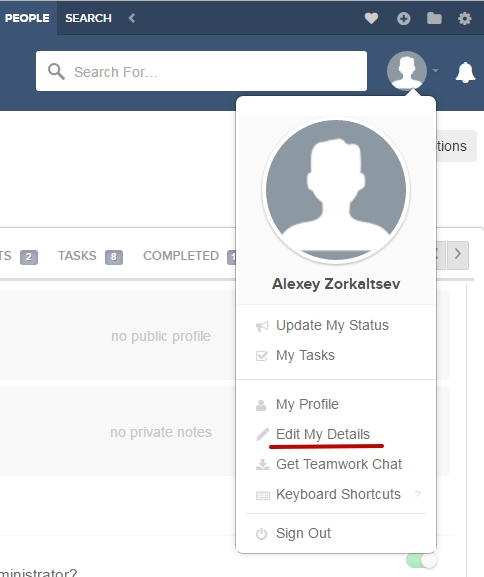 PEOPLE SEARCH
Search For...
tions
TS 2 TASKS 8 COMPLETED 1
Alexey Zorkaltsev
Update My Status
no public profile
My Tasks
My Profile
no private notes
Edit My Details
Get Teamwork Chat
Keyboard Shortcuts ?
Sign Out
ministrator?